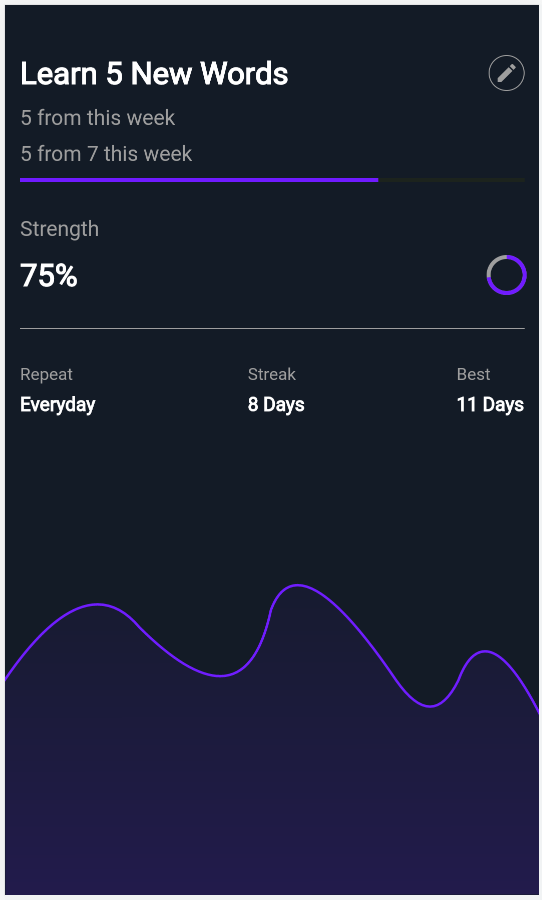 Learn 5 New Words
5 from this week
5 from 7 this week
Strength
75%
Repeat Streak Best
Everyday 8 Days 11 Days